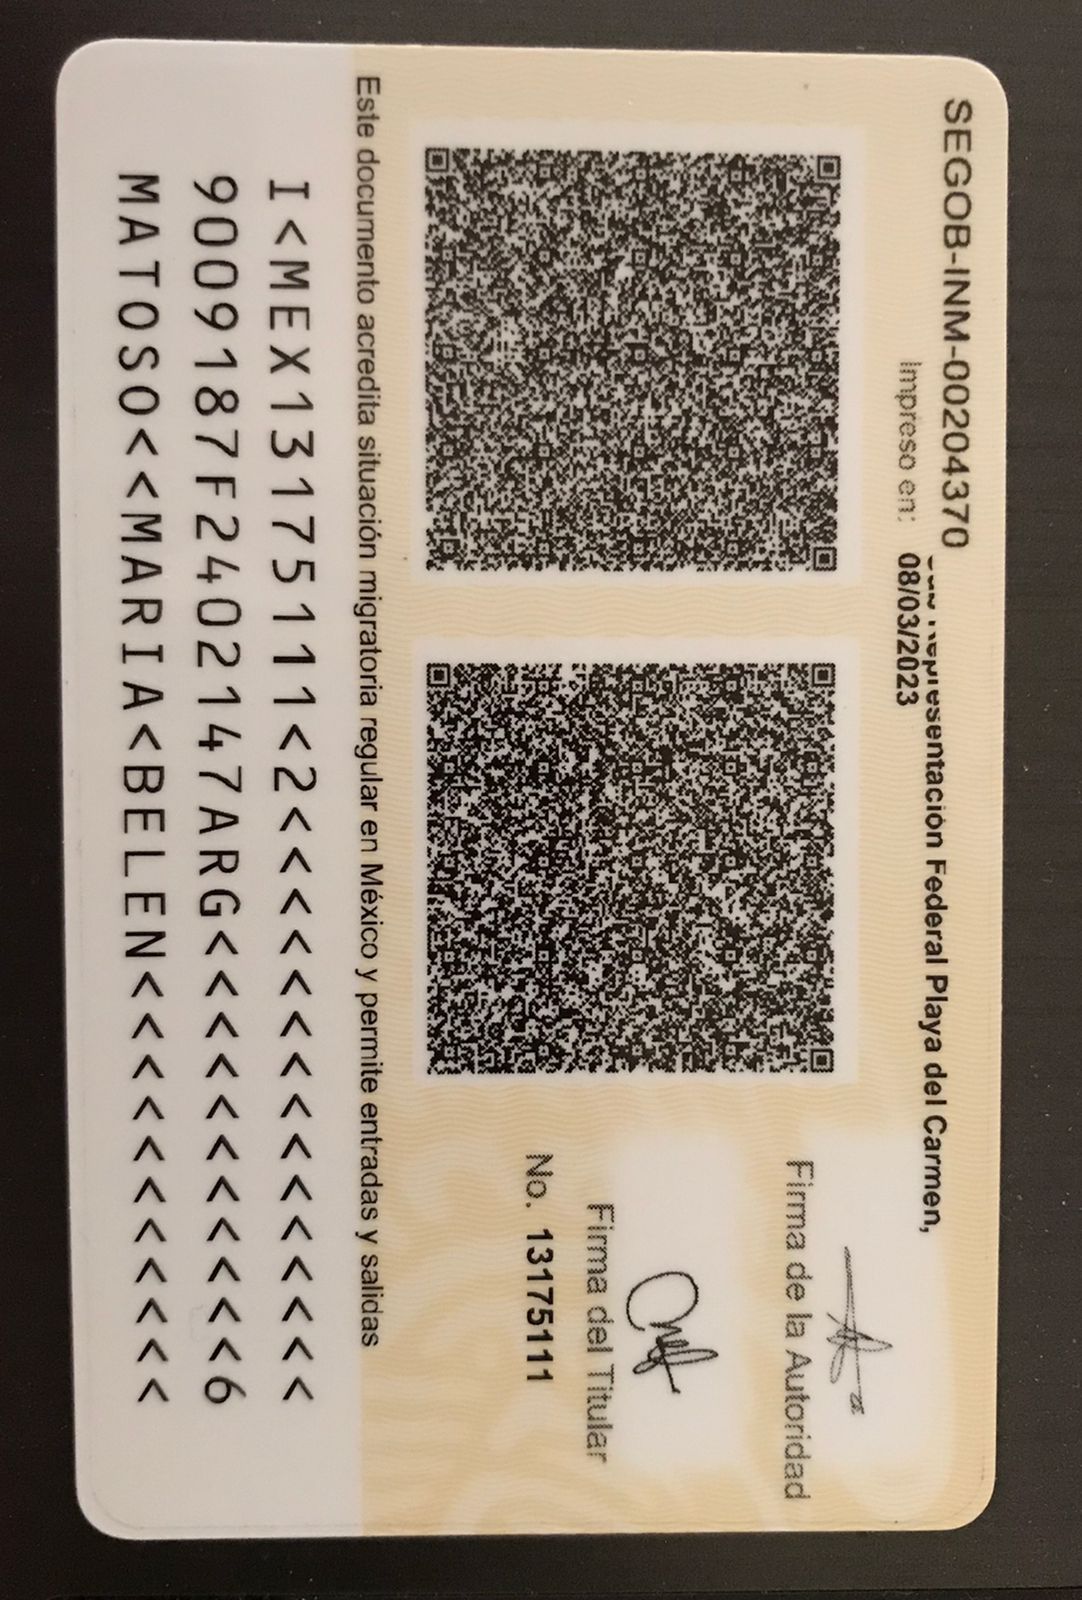 SEGOB-INM-00204370
Representación Federal Playa del Carmen,
Impreso en: 08/03/2023
Firma de la Autoridad
Firma del Titular
No. 13175111
Este documento acredita situación migratoria regular en México y permite entradas y salidas
I<MEX13175111<2<<<<<<<<<<<<<<<
9009187F2402147ARG<<<<<<<<<<<6
MATOSO<<MARIA<BELEN<<<<<<<<<<<